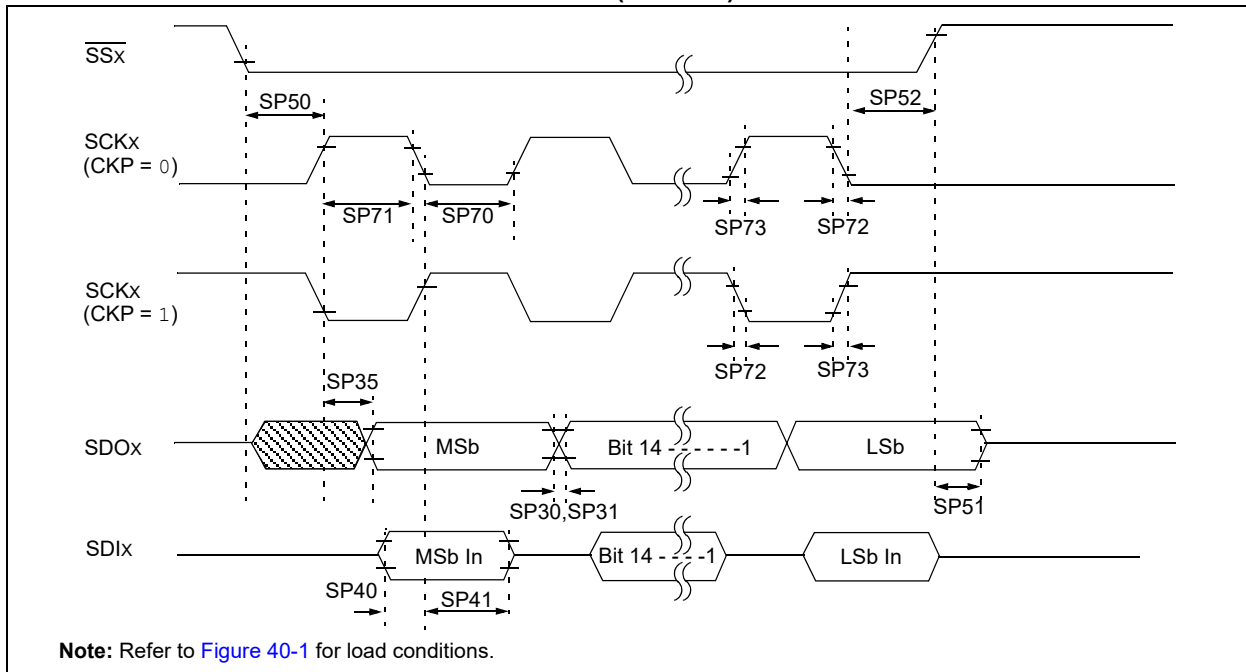 SSx
SP50
SP52
SCKx
(CKP = 0)
SP71
SP70
SP73
SP72
SCKx
(CKP = 1)
SP72
SP73
SP35
SDOx
MSb
Bit 14 - - - - - -1
LSb
SP30,SP31
SP51
SDIx
MSb In
Bit 14 - - - -1
LSb In
SP40
SP41
Note: Refer to Figure 40-1 for load conditions.